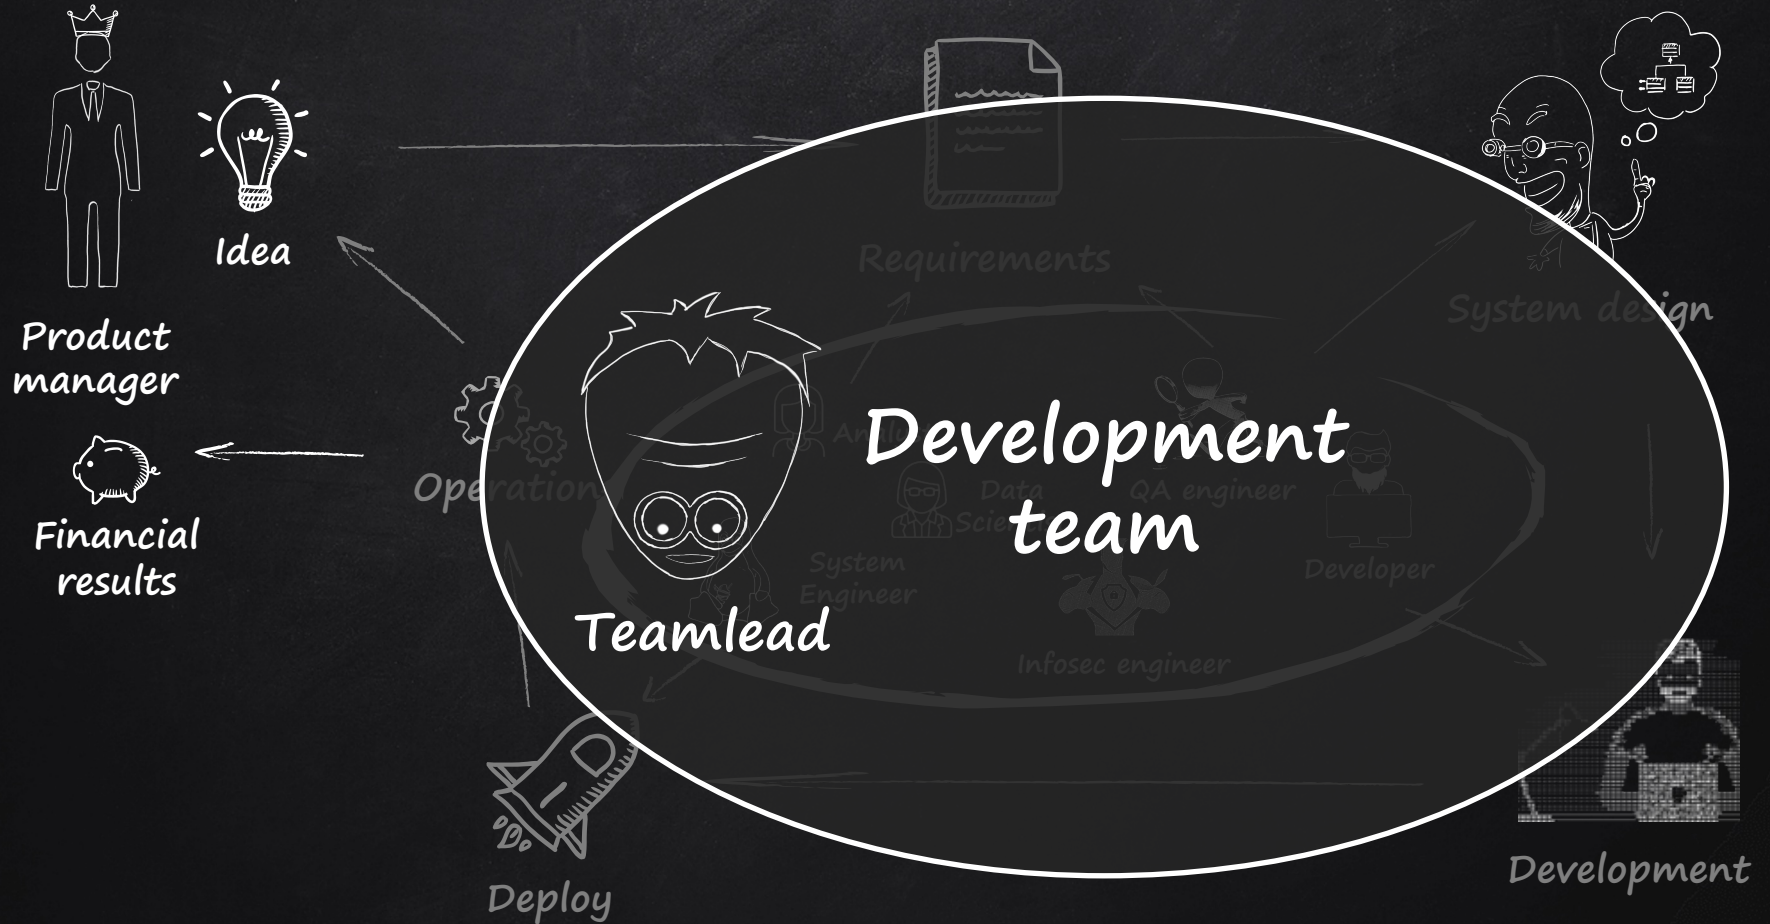 Idea
Product
manager
Financial
results
Requirements
System design
Operation
Development
team
Teamlead
Data
QA engineer
System
Engineer
Developer
Infosec engineer
Deploy
Development